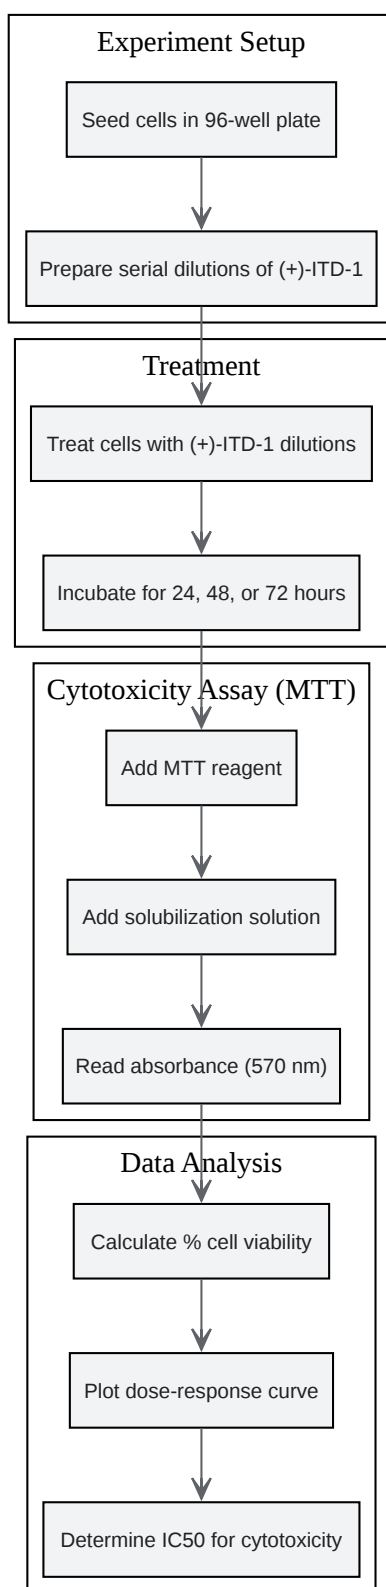 Experiment Setup
Seed cells in 96-well plate
Prepare serial dilutions of (+)-ITD-1
Treatment
Treat cells with (+)-ITD-1 dilutions
Incubate for 24, 48, or 72 hours
Cytotoxicity Assay (MTT)
Add MTT reagent
Add solubilization solution
Read absorbance (570 nm)
Data Analysis
Calculate % cell viability
Plot dose-response curve
Determine IC50 for cytotoxicity